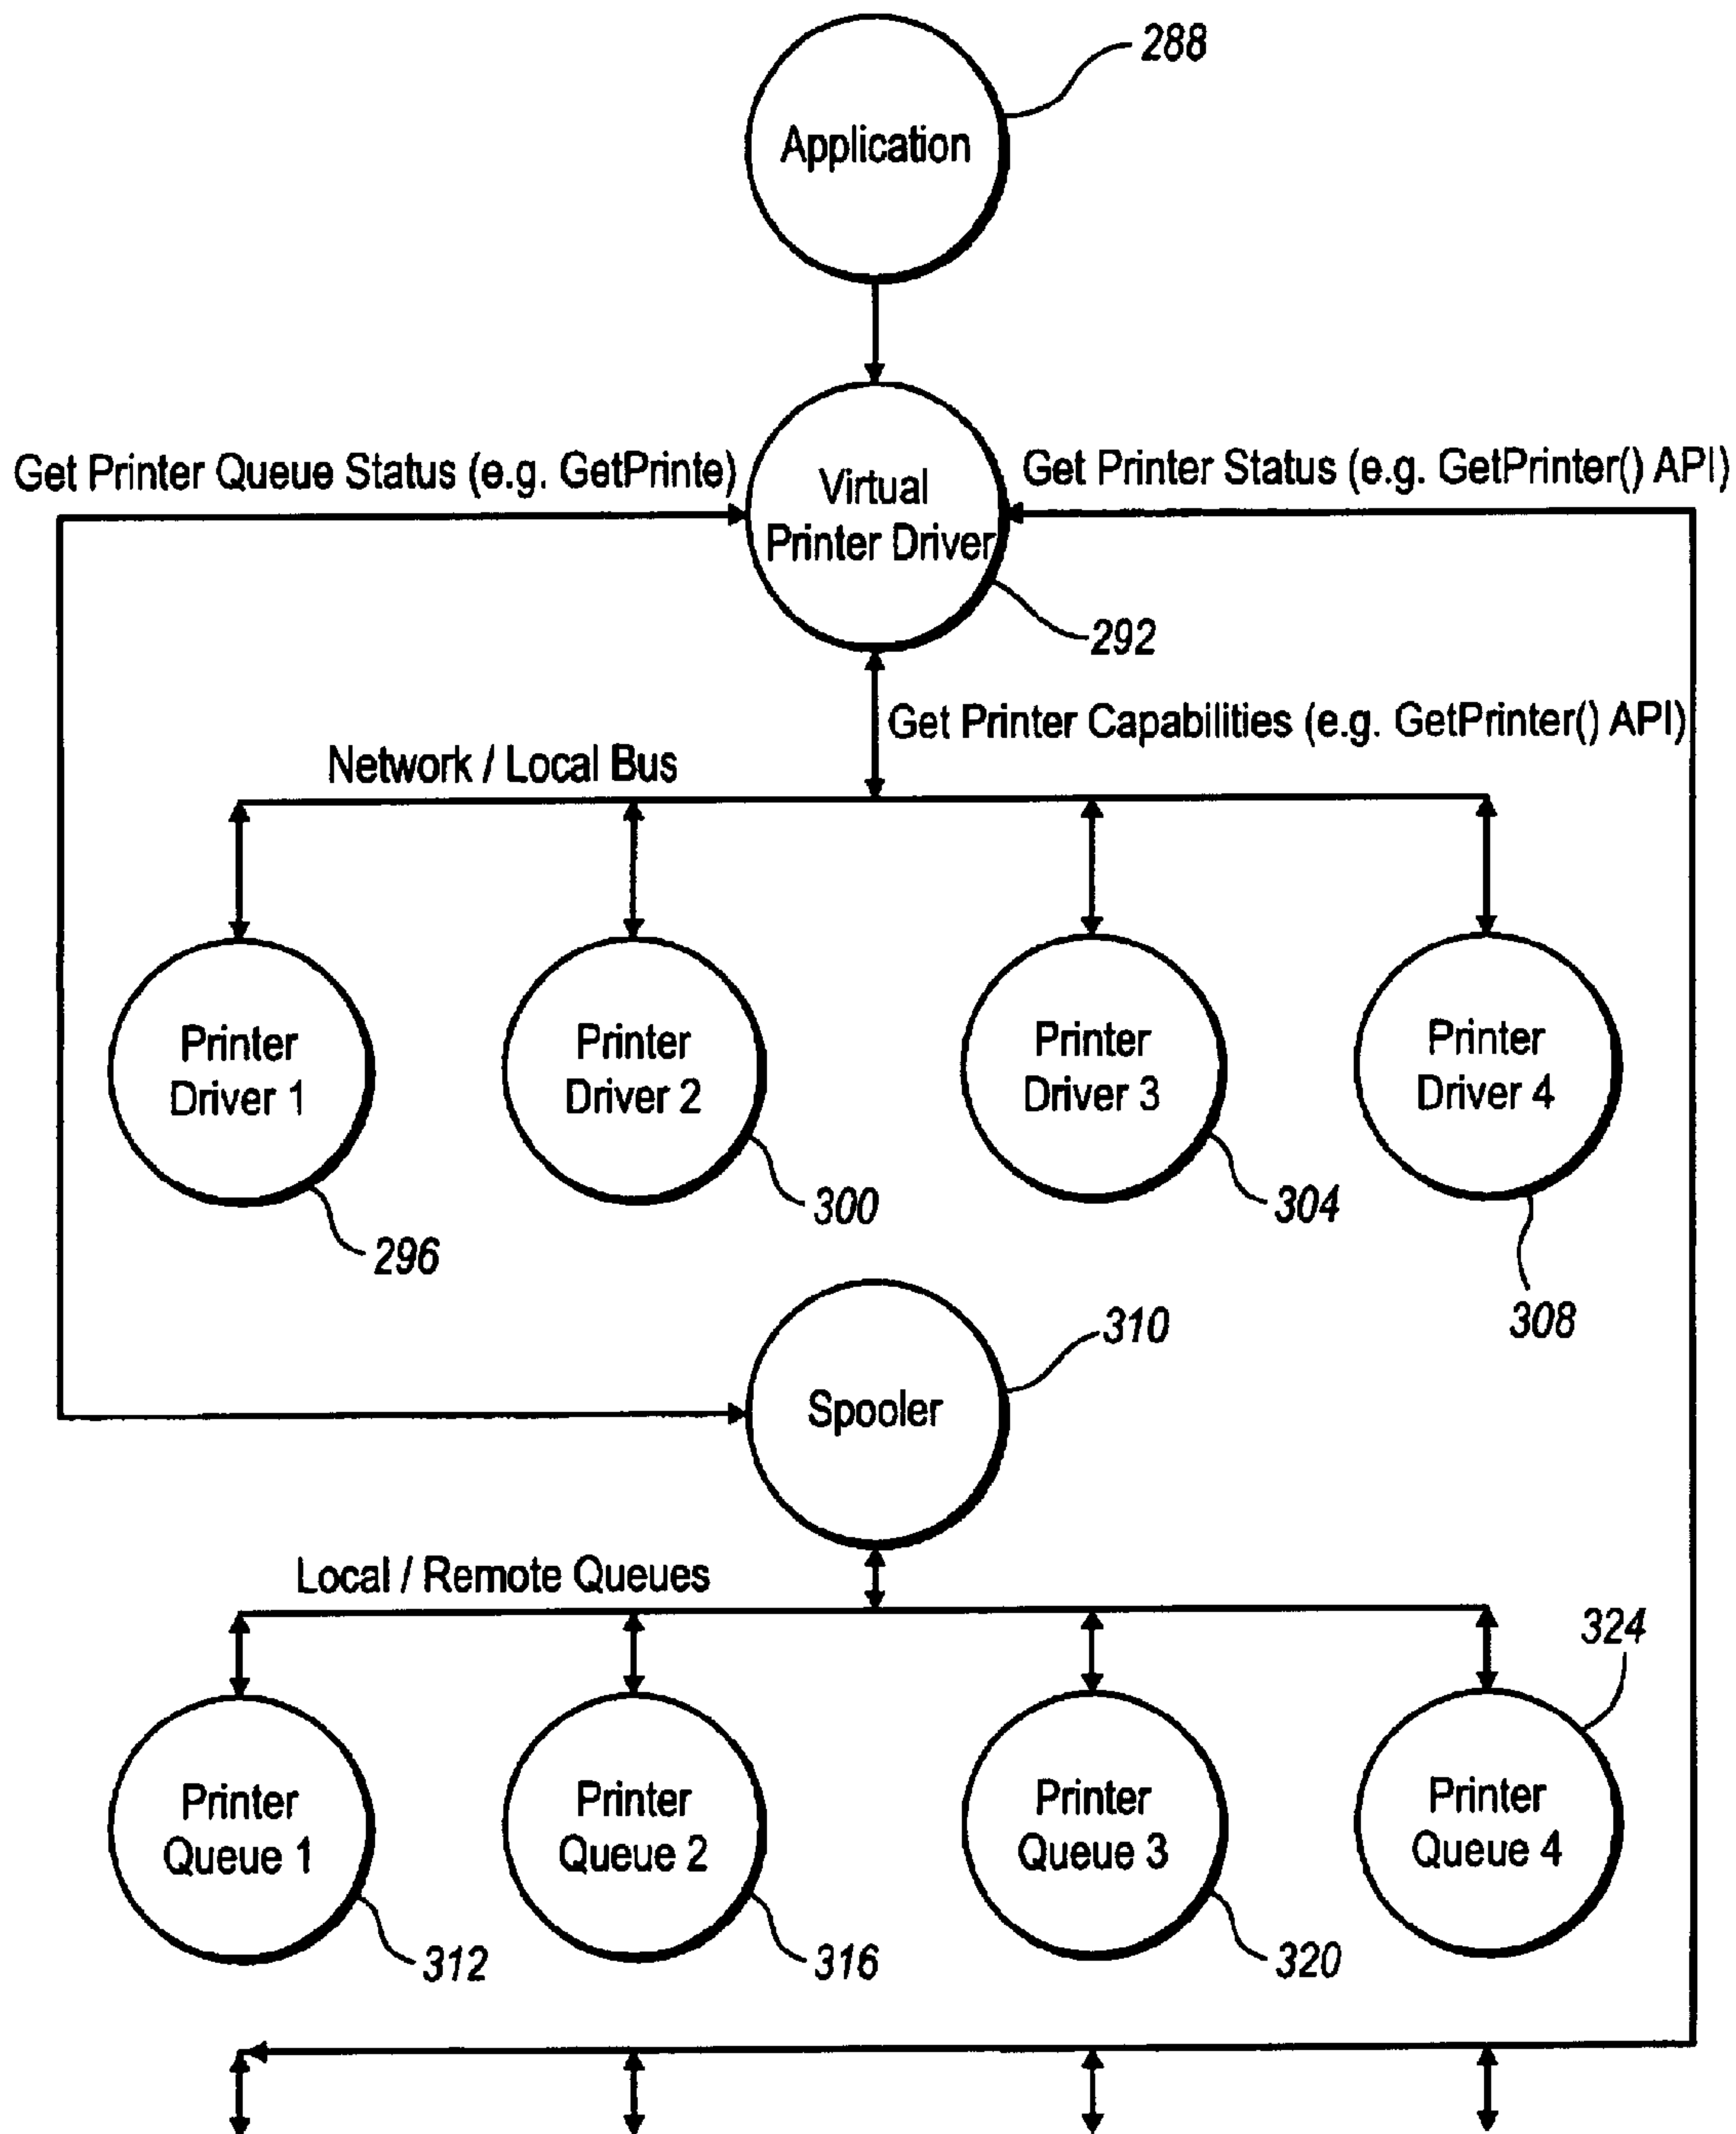 288
Application
Get Printer Queue Status (e.g. GetPrinte)
Get Printer Status (e.g. GetPrinter() API)
Virtual
Printer Driver
292
Get Printer Capabilities (e.g. GetPrinter() API)
Network / Local Bus
Printer
Driver 1
Printer
Driver 2
Printer
Driver 3
Printer
Driver 4
296
300
304
308
310
Spooler
Local / Remote Queues
324
Printer
Queue 1
Printer
Queue 2
Printer
Queue 3
Printer
Queue 4
312
316
320